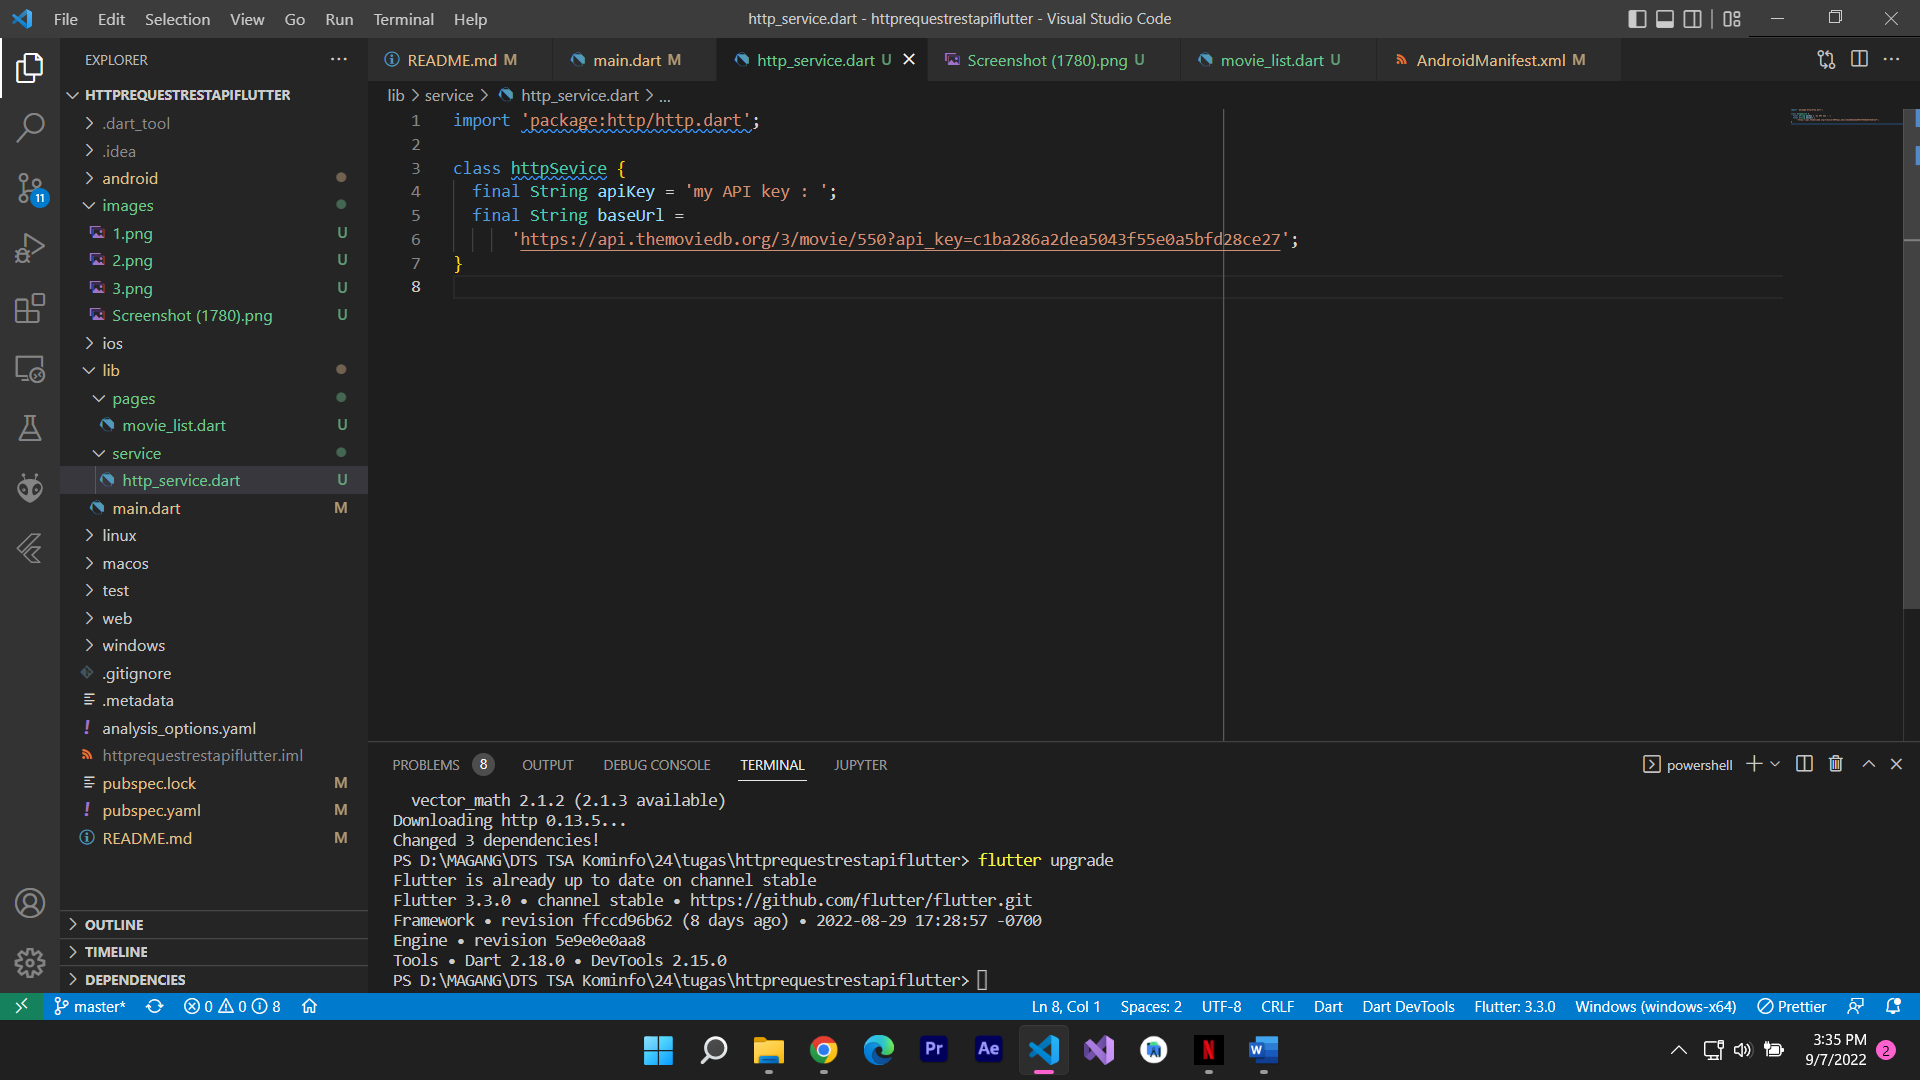 File Edit Selection View Go Run Terminal Help
http_service.dart - httprequestrestapiflutter - Visual Studio Code
EXPLORER
HTTPREQUESTRESTAPIFLUTTER
.dart_tool
.idea
android
images
1.png U
2.png U
3.png U
Screenshot (1780).png U
ios
lib
pages
movie_list.dart U
service
http_service.dart U
main.dart M
linux
macos
test
web
windows
.gitignore
.metadata
! analysis_options.yaml
httprequestrestapiflutter.iml
pubspec.lock M
! pubspec.yaml M
README.md M
OUTLINE
TIMELINE
DEPENDENCIES
11
README.md M main.dart M http_service.dart U Screenshot (1780).png U movie_list.dart U AndroidManifest.xml M
lib > service > http_service.dart > ...
1 import 'package:http/http.dart';
2
3 class httpSevice {
4 final String apiKey = 'my API key : ';
5 final String baseUrl =
6 'https://api.themoviedb.org/3/movie/550?api_key=c1ba286a2dea5043f55e0a5bfd28ce27';
7 }
8
PROBLEMS 8 OUTPUT DEBUG CONSOLE TERMINAL JUPYTER
powershell
vector_math 2.1.2 (2.1.3 available)
Downloading http 0.13.5...
Changed 3 dependencies!
PS D:\MAGANG\DTS TSA Kominfo\24\tugas\httprequestrestapiflutter> flutter upgrade
Flutter is already up to date on channel stable
Flutter 3.3.0 • channel stable • https://github.com/flutter/flutter.git
Framework • revision ffccd96b62 (8 days ago) • 2022-08-29 17:28:57 -0700
Engine • revision 5e9e0e0aa8
Tools • Dart 2.18.0 • DevTools 2.15.0
PS D:\MAGANG\DTS TSA Kominfo\24\tugas\httprequestrestapiflutter>
master* 0 0 8
Ln 8, Col 1 Spaces: 2 UTF-8 CRLF Dart Dart DevTools Flutter: 3.3.0 Windows (windows-x64) Prettier
Pr Ae N W
3:35 PM
9/7/2022 2